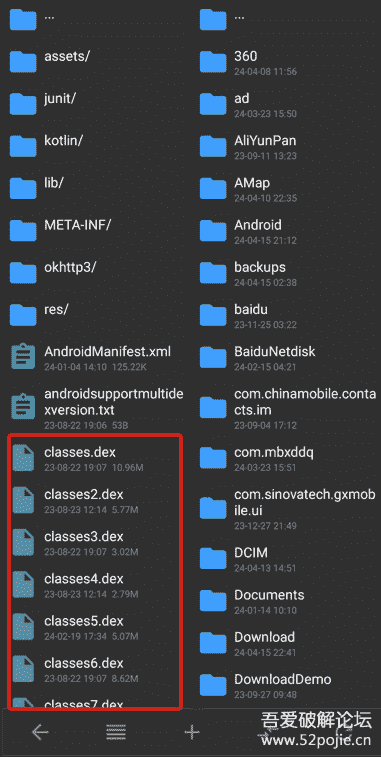 ...
assets/
junit/
kotlin/
lib/
META-INF/
okhttp3/
res/
AndroidManifest.xml
24-01-04 14:10 125.22K
androidsupportmultide
xversion.txt
23-08-22 19:06 53B
classes.dex
23-08-22 19:07 10.96M
classes2.dex
23-08-23 12:14 5.77M
classes3.dex
23-08-22 19:07 3.02M
classes4.dex
23-08-23 12:14 2.79M
classes5.dex
24-02-19 17:34 5.07M
classes6.dex
23-08-22 19:07 8.62M
classes7.dex
...
360
24-04-08 11:56
ad
24-03-23 15:50
AliYunPan
23-09-11 13:23
AMap
24-04-10 22:35
Android
24-04-15 21:12
backups
24-04-15 02:38
baidu
23-11-25 03:22
BaiduNetdisk
24-02-15 04:21
com.chinamobile.conta
cts.im
23-09-04 17:12
com.mbxddq
24-03-23 15:51
com.sinovatech.gxmob
ile.ui
23-12-27 21:49
DCIM
24-04-13 14:51
Documents
24-01-14 10:10
Download
24-04-15 22:41
DownloadDemo
23-09-27 09:48
吾爱破解论坛
www.52pojie.cn